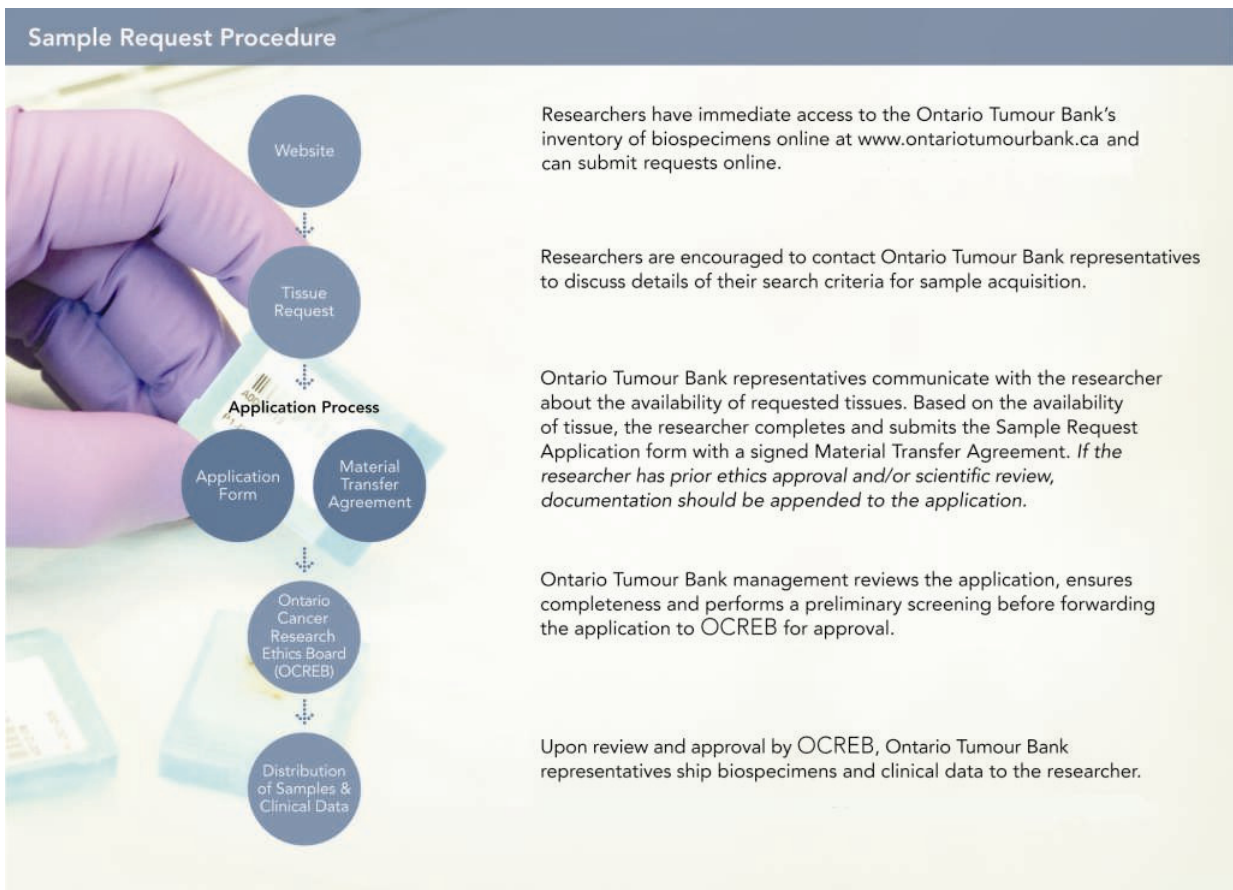 Sample Request Procedure
Website
Researchers have immediate access to the Ontario Tumour Bank's
inventory of biospecimens online at www.ontariotumourbank.ca and
can submit requests online.
Tissue
Request
Researchers are encouraged to contact Ontario Tumour Bank representatives
to discuss details of their search criteria for sample acquisition.
Application Process
Application
Form
Material
Transfer
Agreement
Ontario Tumour Bank representatives communicate with the researcher
about the availability of requested tissues. Based on the availability
of tissue, the researcher completes and submits the Sample Request
Application form with a signed Material Transfer Agreement. If the
researcher has prior ethics approval and/or scientific review,
documentation should be appended to the application.
Ontario
Cancer
Research
Ethics Board
(OCREB)
Ontario Tumour Bank management reviews the application, ensures
completeness and performs a preliminary screening before forwarding
the application to OCREB for approval.
Distribution
of Samples &
Clinical Data
Upon review and approval by OCREB, Ontario Tumour Bank
representatives ship biospecimens and clinical data to the researcher.